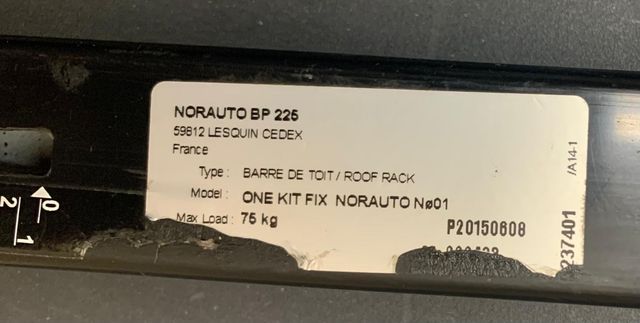 NORAUTO BP 225
59812 LESQUIN CEDEX
France
Type : BARRE DE TOIT / ROOF RACK
Model : ONE KIT FIX NORAUTO Nø01
Max Load : 75 kg
P20150608
237401
/A14-1
0
1
2